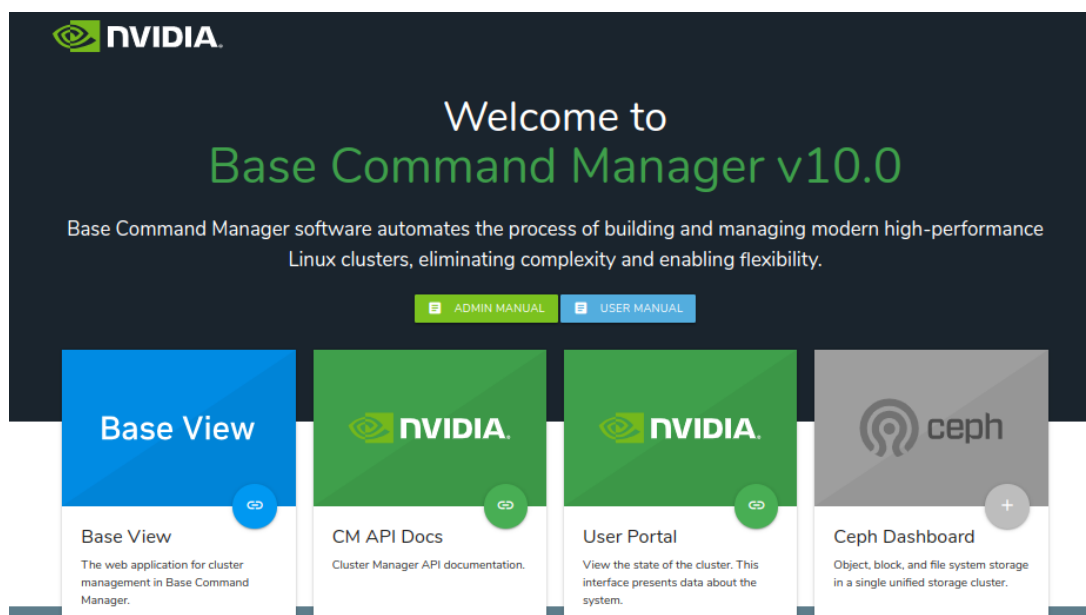 NVIDIA.
Welcome to
Base Command Manager v10.0
Base Command Manager software automates the process of building and managing modern high-performance
Linux clusters, eliminating complexity and enabling flexibility.
ADMIN MANUAL
USER MANUAL
Base View
NVIDIA.
NVIDIA.
ceph
Base View
The web application for cluster
management in Base Command
Manager.
CM API Docs
Cluster Manager API documentation.
User Portal
View the state of the cluster. This
interface presents data about the
system.
Ceph Dashboard
Object, block, and file system storage
in a single unified storage cluster.